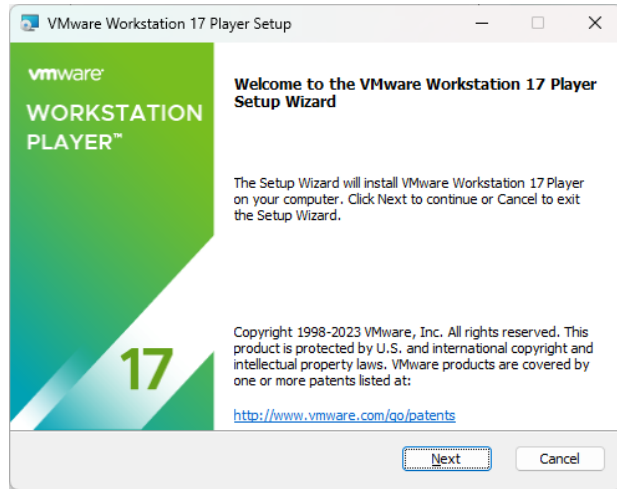 VMware Workstation 17 Player Setup
vmware
WORKSTATION
PLAYER™
17
Welcome to the VMware Workstation 17 Player
Setup Wizard
The Setup Wizard will install VMware Workstation 17 Player
on your computer. Click Next to continue or Cancel to exit
the Setup Wizard.
Copyright 1998-2023 VMware, Inc. All rights reserved. This
product is protected by U.S. and international copyright and
intellectual property laws. VMware products are covered by
one or more patents listed at:
http://www.vmware.com/go/patents
Next
Cancel